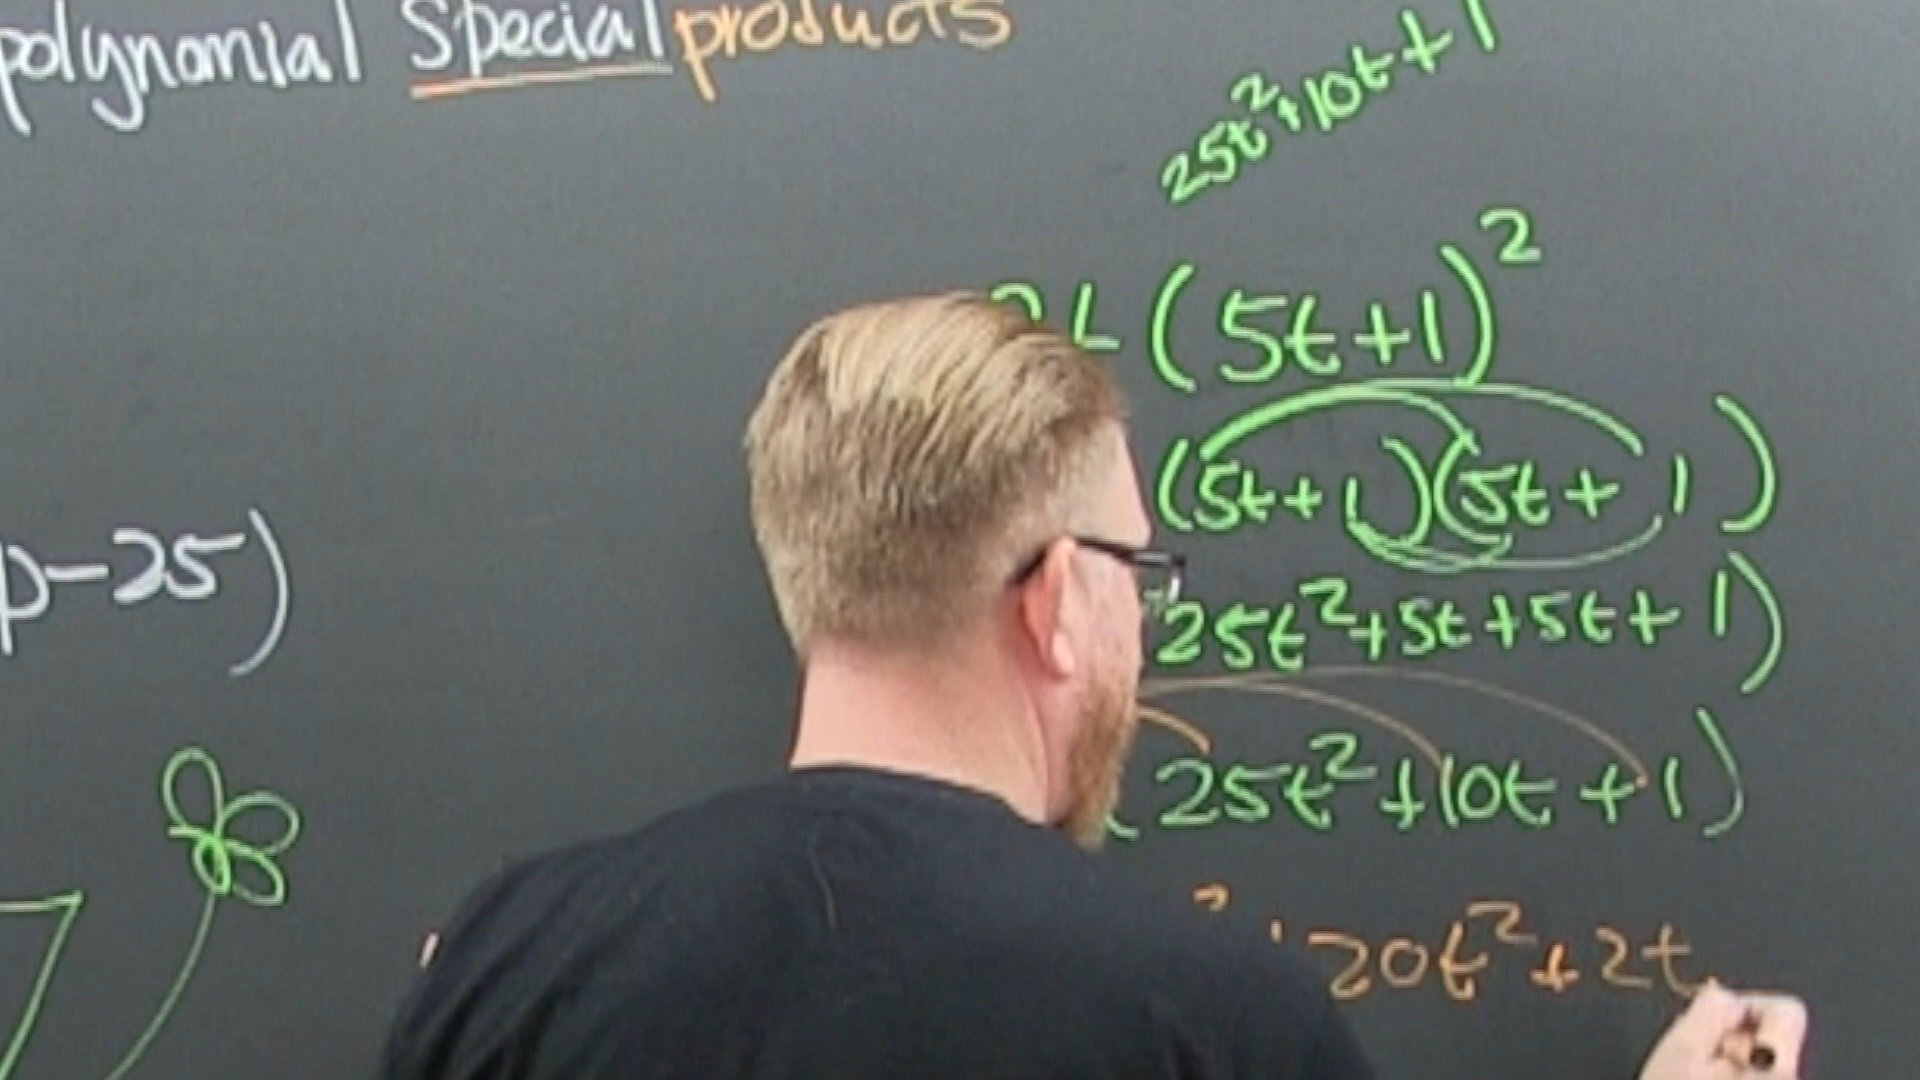 polynomial Special products
25t²+10t+1
2t(5t+1)²
(5t+1)(5t+1)
p-25)
25t²+5t+5t+1)
(25t²+10t+1)
20t²+2t